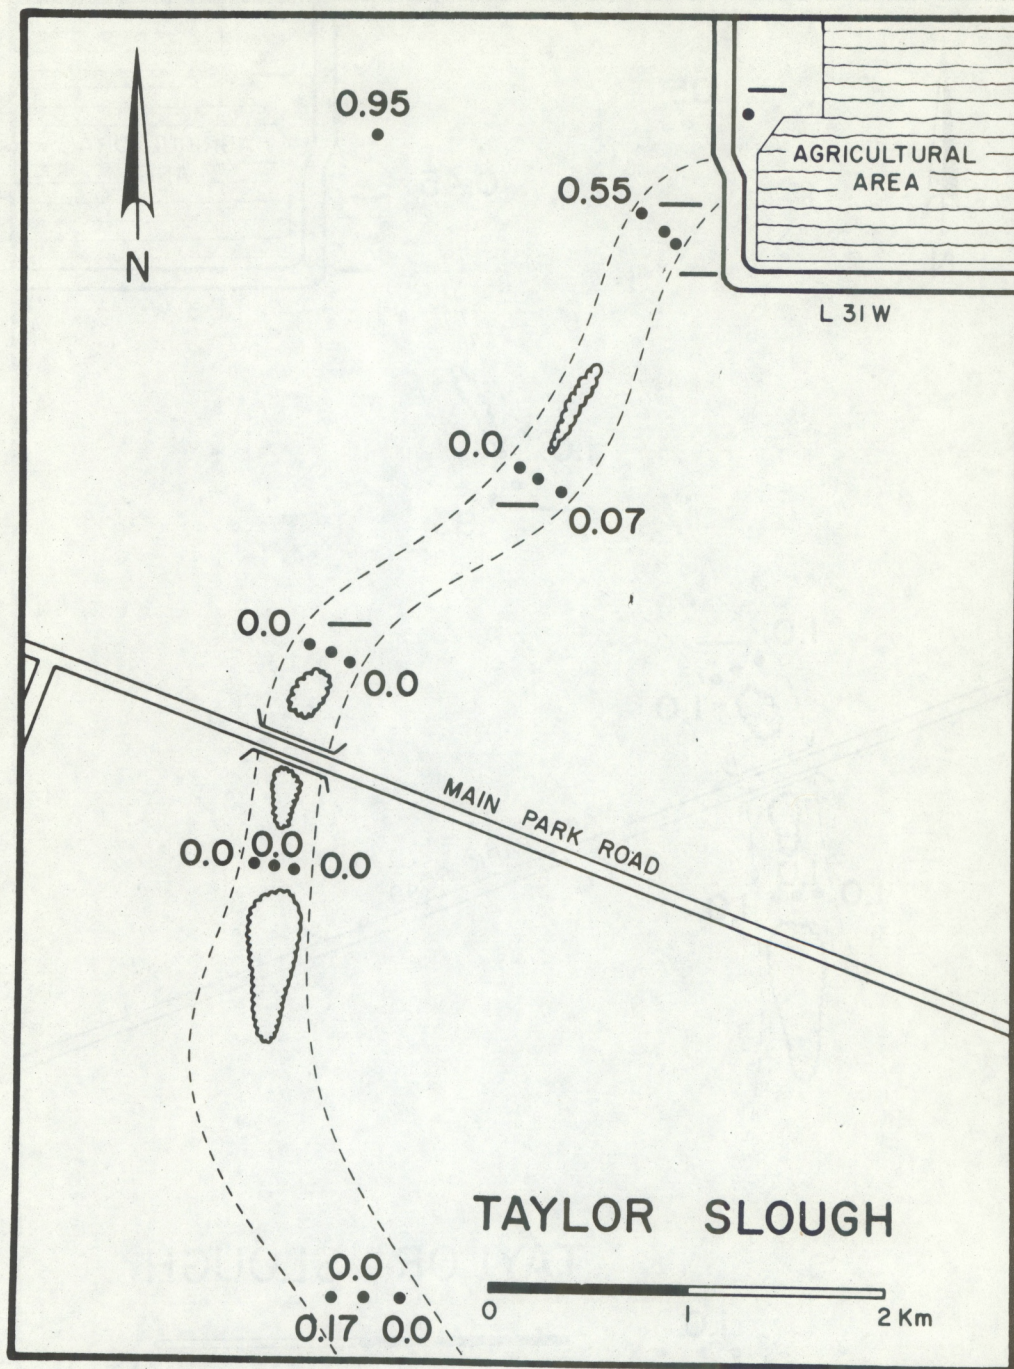 0.95
AGRICULTURAL
AREA
0.55
—
—
—
N
L 31 W
0.0
—
0.07
0.0
—
0.0
MAIN PARK ROAD
0.0
0.0
0.0
TAYLOR SLOUGH
0.0
0.17
0.0
0
1
2 Km